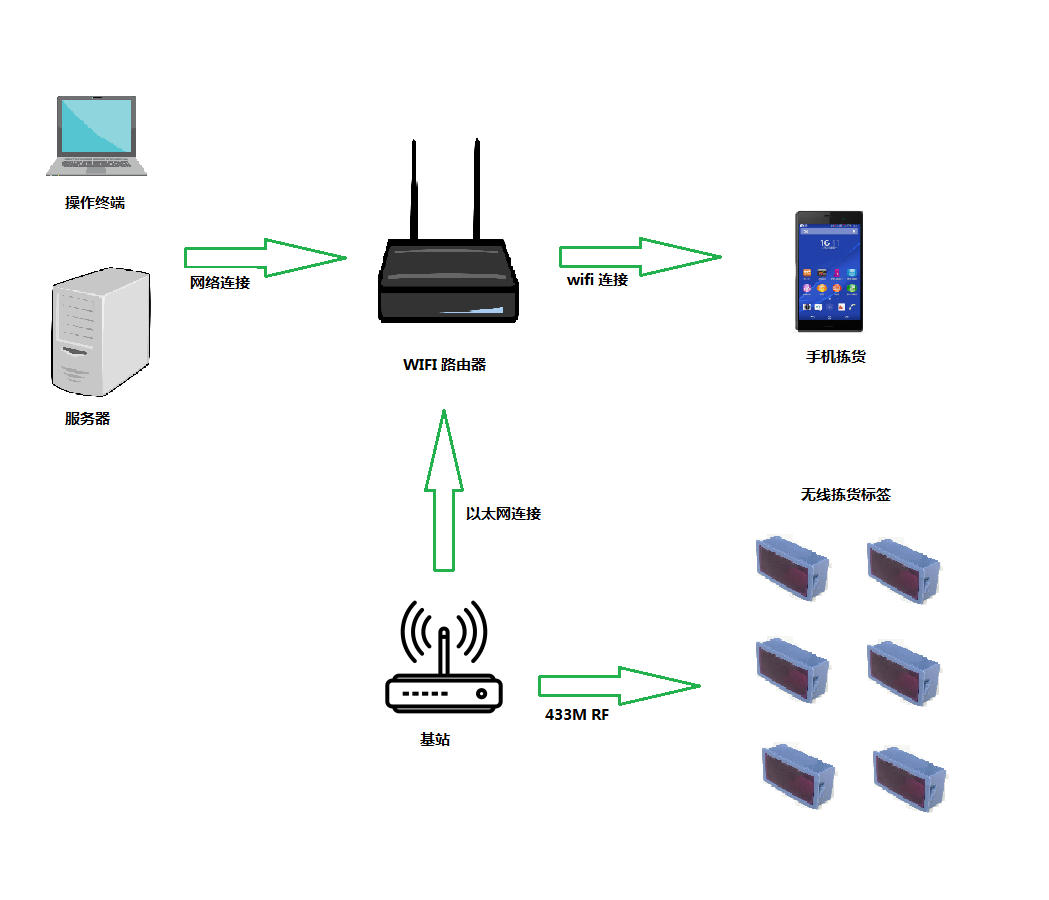 操作终端
网络连接
wifi 连接
服务器
WIFI 路由器
手机拣货
以太网连接
无线拣货标签
433M RF
基站